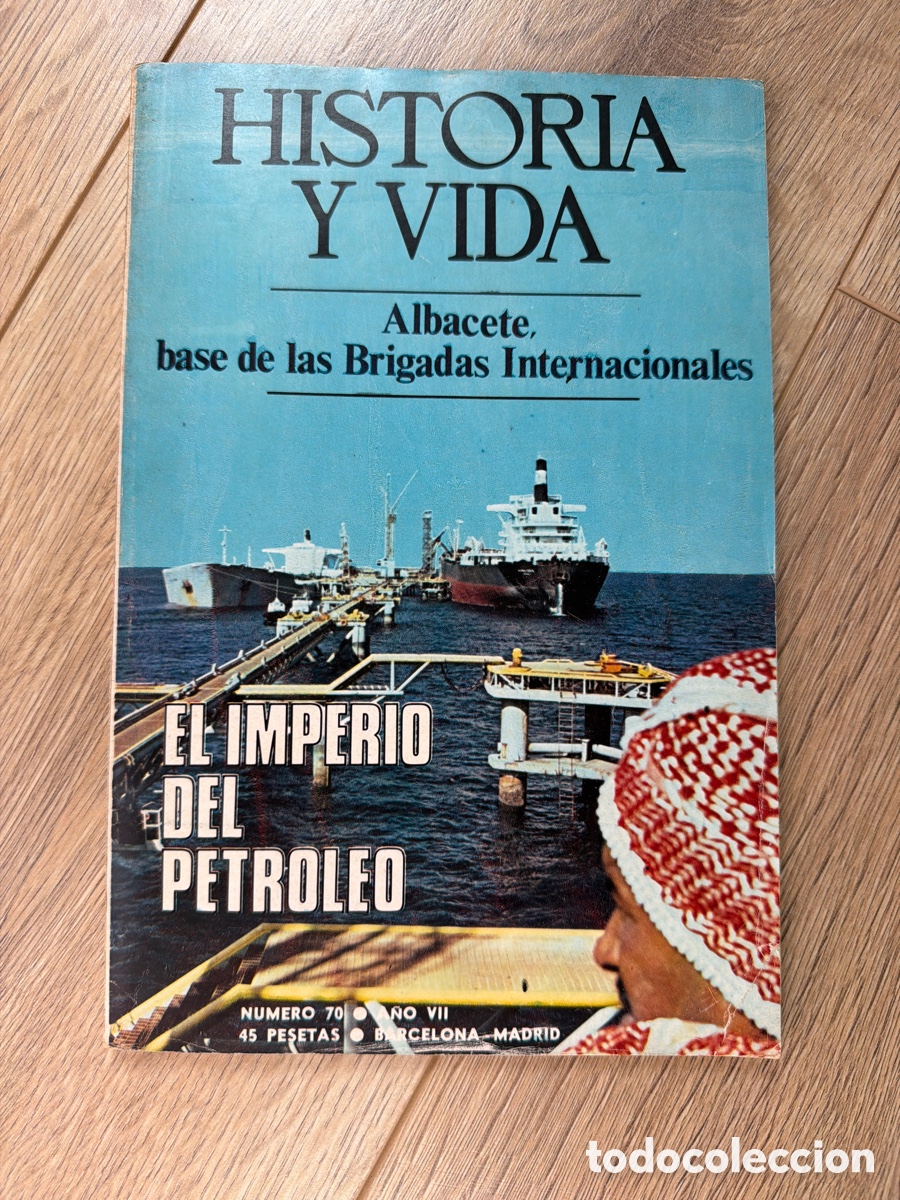 HISTORIA
Y VIDA
Albacete,
base de las Brigadas Internacionales
EL IMPERIO
DEL
PETROLEO
NUMERO 70 ● AÑO VII
45 PESETAS ● BARCELONA - MADRID
todocoleccion